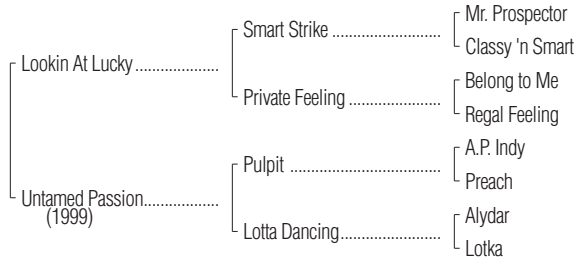 Mr. Prospector
Smart Strike ..........................
Classy 'n Smart
Lookin At Lucky ...................
Belong to Me
Private Feeling ......................
Regal Feeling
A.P. Indy
Pulpit ....................................
Preach
Untamed Passion.................
(1999)
Alydar
Lotta Dancing.......................
Lotka